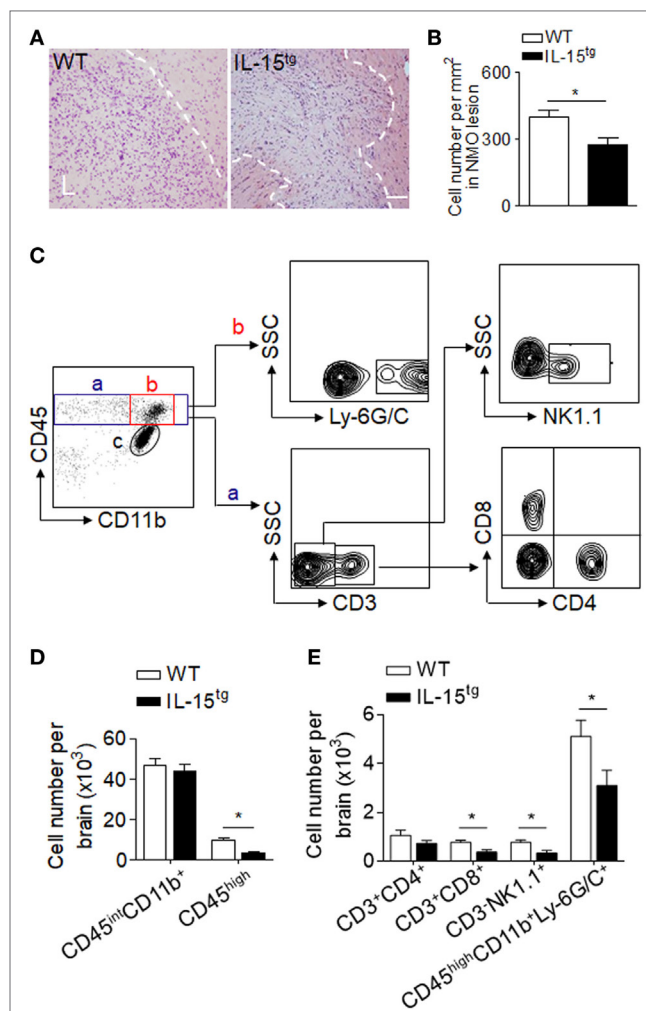 A
WT
IL-15ᵗᵍ
B
WT
IL-15ᵗᵍ
Cell number per mm²
in NMO lesion
600
300
0
*
C
a
b
c
CD45
CD11b
b
SSC
Ly-6G/C
a
SSC
CD3
SSC
NK1.1
CD8
CD4
D
WT
IL-15ᵗᵍ
Cell number per
brain (x10³)
60
40
20
0
*
CD45ⁱⁿᵗCD11b⁺
CD45ʰⁱᵍʰ
E
WT
IL-15ᵗᵍ
Cell number per
brain (x10³)
6
4
2
0
*
*
*
CD3⁺CD4⁺
CD3⁺CD8⁺
CD3⁻NK1.1⁺
CD45ʰⁱᵍʰCD11b⁺Ly-6G/C⁺